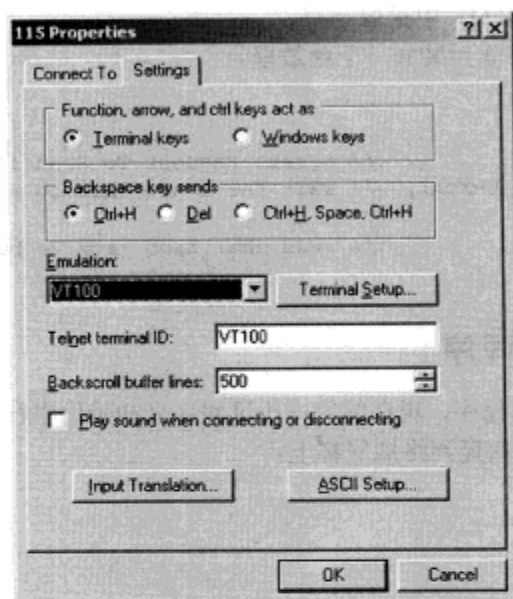 115 Properties
Connect To Settings
Function, arrow, and ctrl keys act as
Terminal keys Windows keys
Backspace key sends
Ctrl+H Del Ctrl+H, Space, Ctrl+H
Emulation:
VT100 Terminal Setup...
Telnet terminal ID: VT100
Backscroll buffer lines: 500
Play sound when connecting or disconnecting
Input Translation... ASCII Setup...
OK Cancel